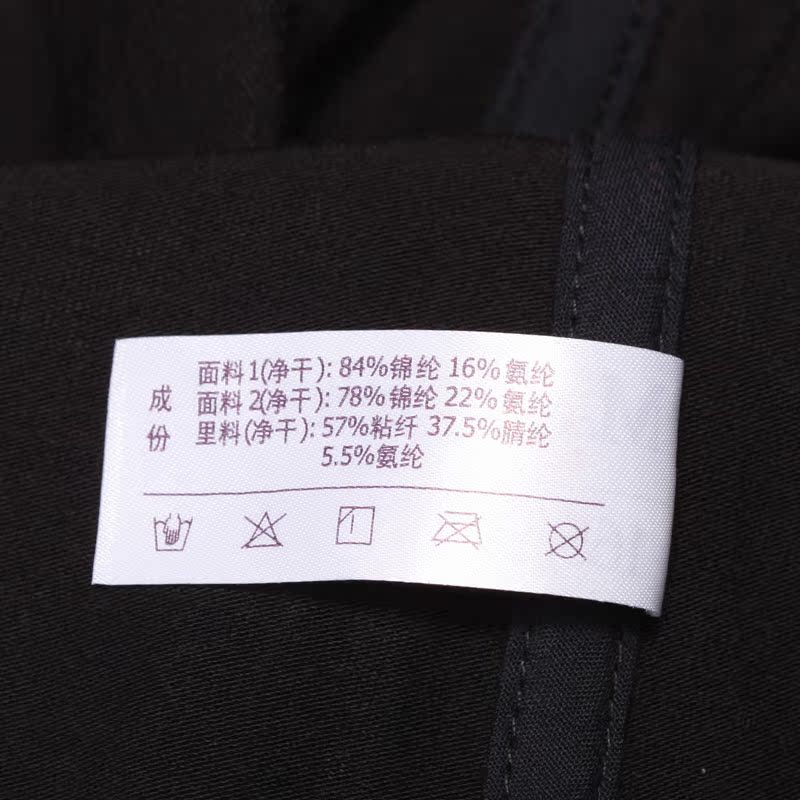 成份
面料1(净干): 84%锦纶 16%氨纶
面料2(净干): 78%锦纶 22%氨纶
里料(净干): 57%粘纤 37.5%腈纶
5.5%氨纶